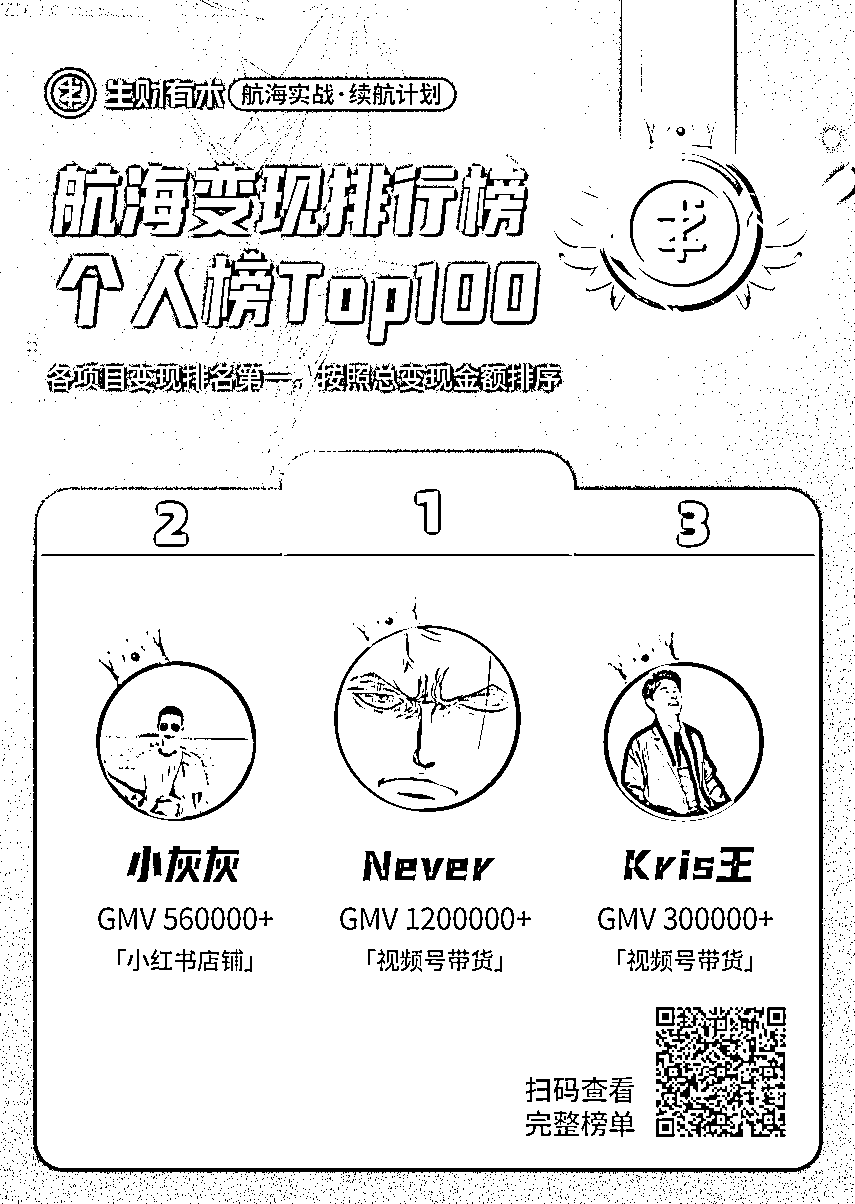 生财有术 航海实战·续航计划
航海变现排行榜
个人榜Top100
各项目变现排名第一，按照总变现金额排序
2 1 3
小灰灰 Never Kris王
GMV 560000+ GMV 1200000+ GMV 300000+
「小红书店铺」 「视频号带货」 「视频号带货」
扫码查看
完整榜单